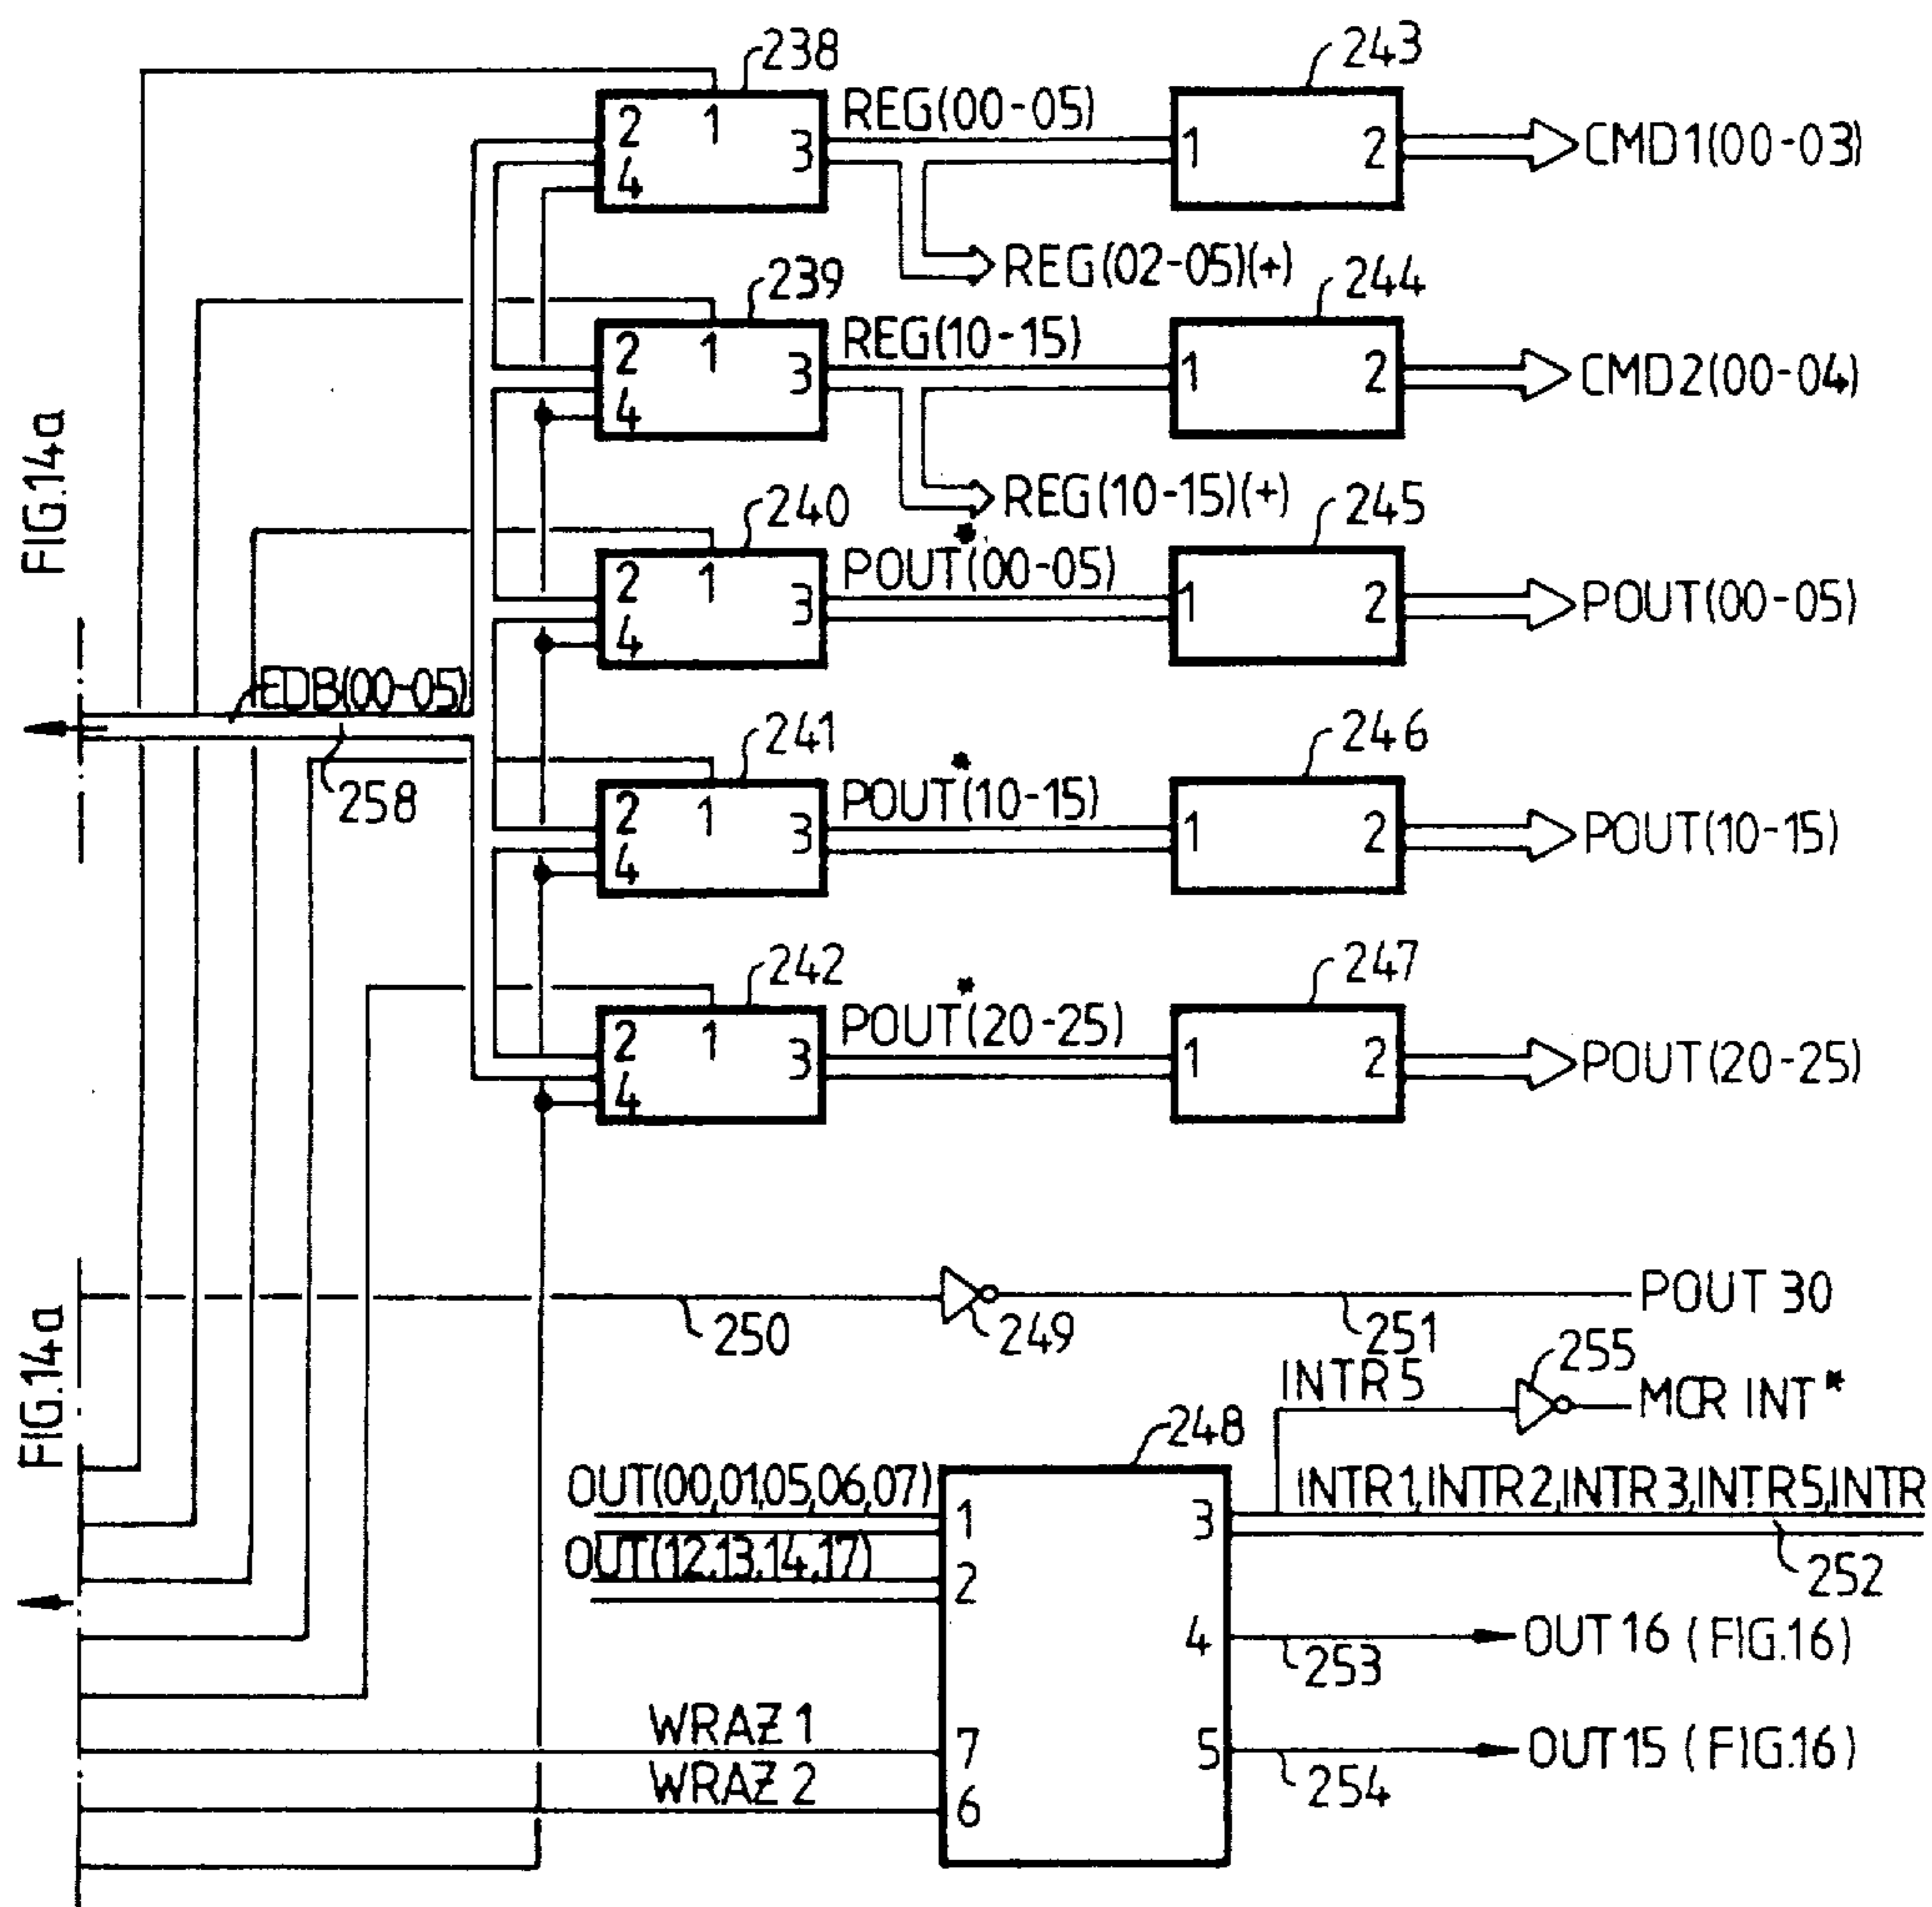 238
243
2
1
3
4
REG(00-05)
1
2
CMD1(00-03)
REG(02-05)(+)
239
244
2
1
3
4
REG(10-15)
1
2
CMD2(00-04)
REG(10-15)(+)
FIG.14a
240
245
2
1
3
4
POUT*(00-05)
1
2
POUT(00-05)
EDB(00-05)
258
241
246
2
1
3
4
POUT*(10-15)
1
2
POUT(10-15)
242
247
2
1
3
4
POUT*(20-25)
1
2
POUT(20-25)
FIG.14a
250
249
251
POUT 30
255
INTR 5
MCR INT*
248
OUT(00,01,05,06,07)
1
3
INTR1,INTR2,INTR3,INTR5,INTR
252
OUT(12,13,14,17)
2
4
253
OUT 16 (FIG.16)
WRAZ 1
7
5
254
OUT 15 (FIG.16)
WRAZ 2
6